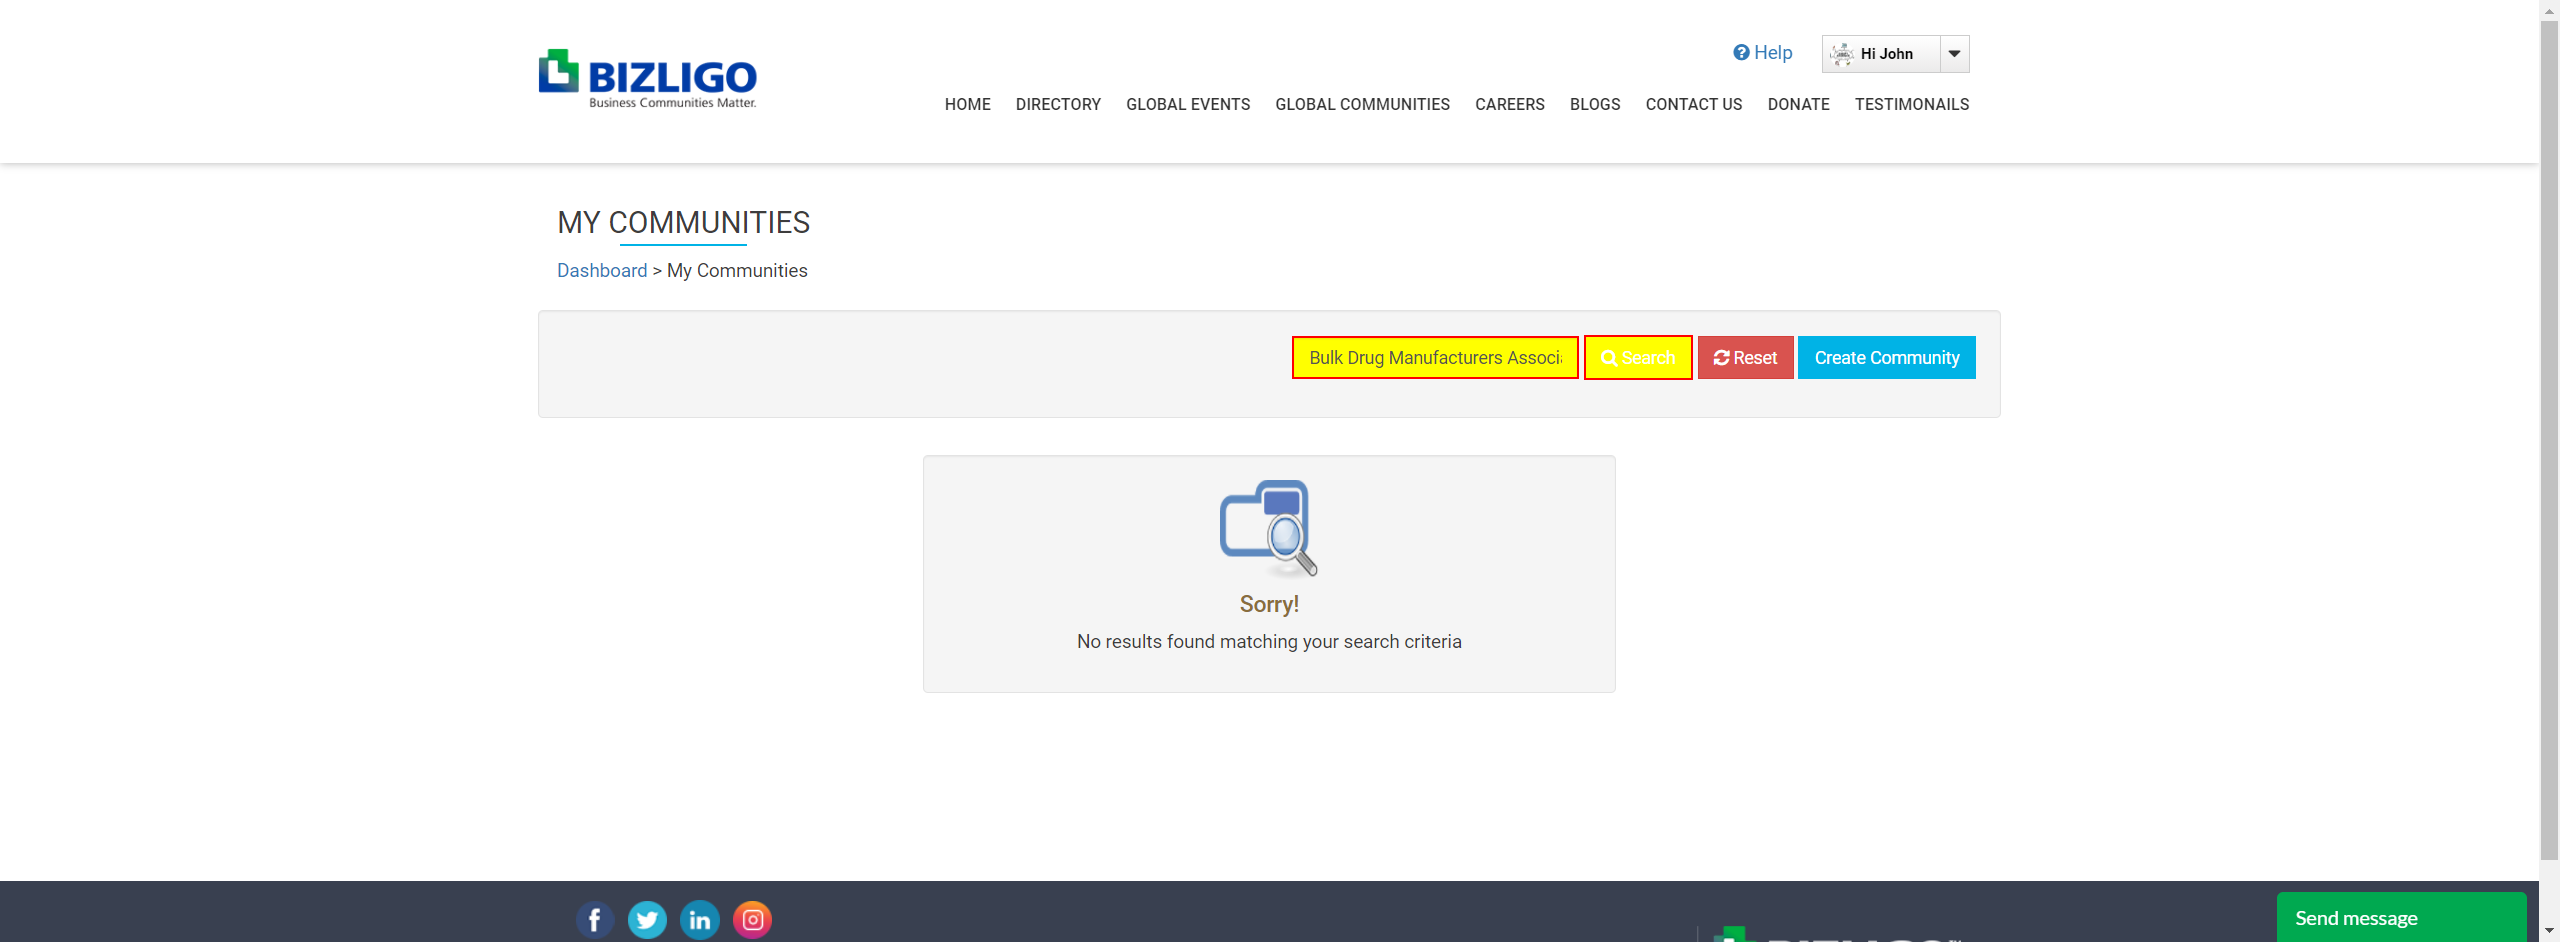 BIZLIGO
Business Communities Matter.
Help
Hi John
HOME DIRECTORY GLOBAL EVENTS GLOBAL COMMUNITIES CAREERS BLOGS CONTACT US DONATE TESTIMONAILS
MY COMMUNITIES
Dashboard > My Communities
Bulk Drug Manufacturers Associ
Search
Reset
Create Community
Sorry!
No results found matching your search criteria
Send message